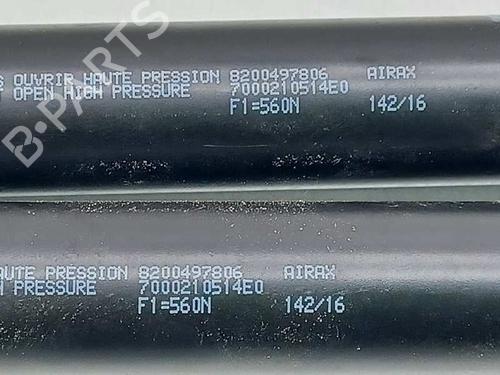 OUVRIR HAUTE PRESSION 8200497806 AIRAX
OPEN HIGH PRESSURE 7000210514E0
F1=560N 142/16
HAUTE PRESSION 8200497806 AIRAX
PRESSURE 7000210514E0
F1=560N 142/16
B-PARTS